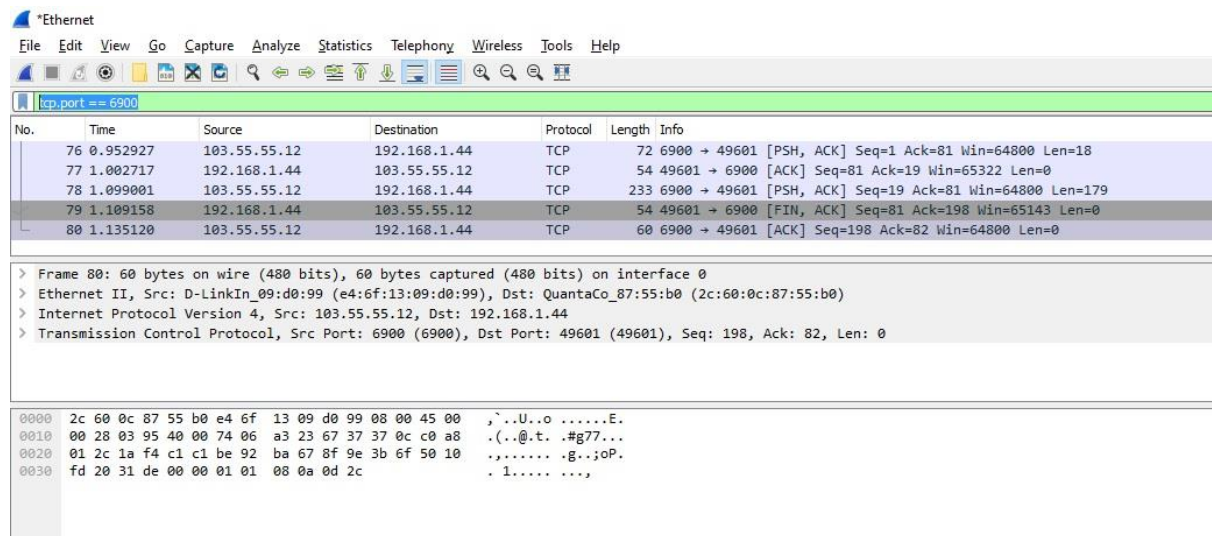 *Ethernet
File Edit View Go Capture Analyze Statistics Telephony Wireless Tools Help
tcp.port == 6900
No. Time Source Destination Protocol Length Info
76 0.952927 103.55.55.12 192.168.1.44 TCP 72 6900 → 49601 [PSH, ACK] Seq=1 Ack=81 Win=64800 Len=18
77 1.002717 192.168.1.44 103.55.55.12 TCP 54 49601 → 6900 [ACK] Seq=81 Ack=19 Win=65322 Len=0
78 1.099001 103.55.55.12 192.168.1.44 TCP 233 6900 → 49601 [PSH, ACK] Seq=19 Ack=81 Win=64800 Len=179
79 1.109158 192.168.1.44 103.55.55.12 TCP 54 49601 → 6900 [FIN, ACK] Seq=81 Ack=198 Win=65143 Len=0
80 1.135120 103.55.55.12 192.168.1.44 TCP 60 6900 → 49601 [ACK] Seq=198 Ack=82 Win=64800 Len=0
> Frame 80: 60 bytes on wire (480 bits), 60 bytes captured (480 bits) on interface 0
> Ethernet II, Src: D-LinkIn_09:d0:99 (e4:6f:13:09:d0:99), Dst: QuantaCo_87:55:b0 (2c:60:0c:87:55:b0)
> Internet Protocol Version 4, Src: 103.55.55.12, Dst: 192.168.1.44
> Transmission Control Protocol, Src Port: 6900 (6900), Dst Port: 49601 (49601), Seq: 198, Ack: 82, Len: 0
0000 2c 60 0c 87 55 b0 e4 6f 13 09 d0 99 08 00 45 00 ,`..U..o ......E.
0010 00 28 03 95 40 00 74 06 a3 23 67 37 37 0c c0 a8 .(..@.t. .#g77...
0020 01 2c 1a f4 c1 c1 be 92 ba 67 8f 9e 3b 6f 50 10 .,...... .g..;oP.
0030 fd 20 31 de 00 00 01 01 08 0a 0d 2c . 1..... ...,